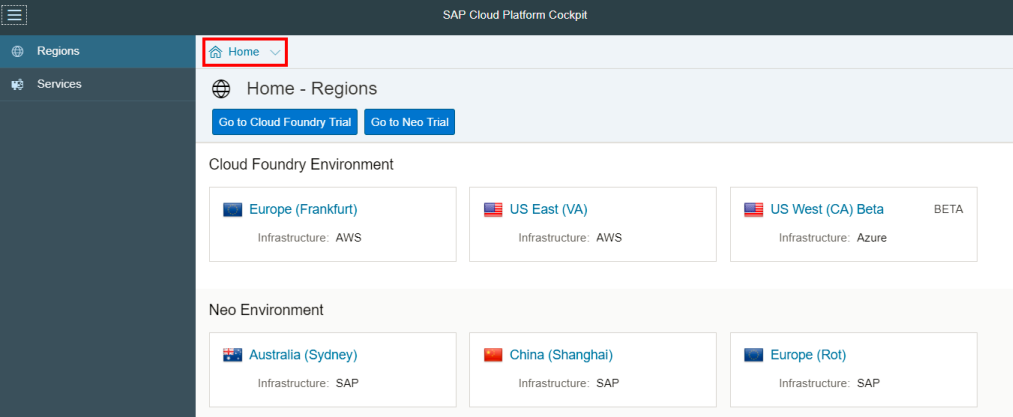 SAP Cloud Platform Cockpit
Regions
Services
Home
Home - Regions
Go to Cloud Foundry Trial Go to Neo Trial
Cloud Foundry Environment
Europe (Frankfurt)
Infrastructure: AWS
US East (VA)
Infrastructure: AWS
US West (CA) Beta BETA
Infrastructure: Azure
Neo Environment
Australia (Sydney)
Infrastructure: SAP
China (Shanghai)
Infrastructure: SAP
Europe (Rot)
Infrastructure: SAP